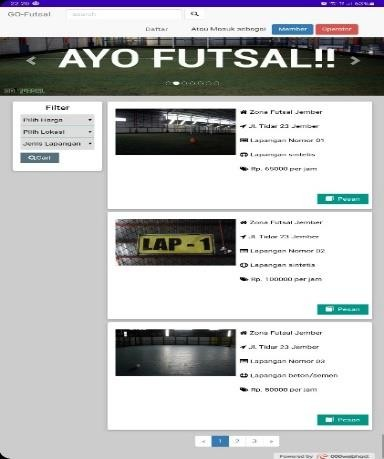 22:20
63%
GO-Futsal
search
Daftar Atau Masuk sebagai Member Operator
AYO FUTSAL!!
Filter
Pilih Harga
Pilih Lokasi
Jenis Lapangan
Cari
Zona Futsal Jember
Jl. Tidar 23 Jember
Lapangan Nomor 01
Lapangan sintetis
Rp. 65000 per jam
Pesan
LAP - 1
Zona Futsal Jember
Jl. Tidar 23 Jember
Lapangan Nomor 02
Lapangan sintetis
Rp. 100000 per jam
Pesan
Zona Futsal Jember
Jl. Tidar 23 Jember
Lapangan Nomor 03
Lapangan beton/semen
Rp. 80000 per jam
Pesan
« 1 2 3 »
Powered by 000webhost